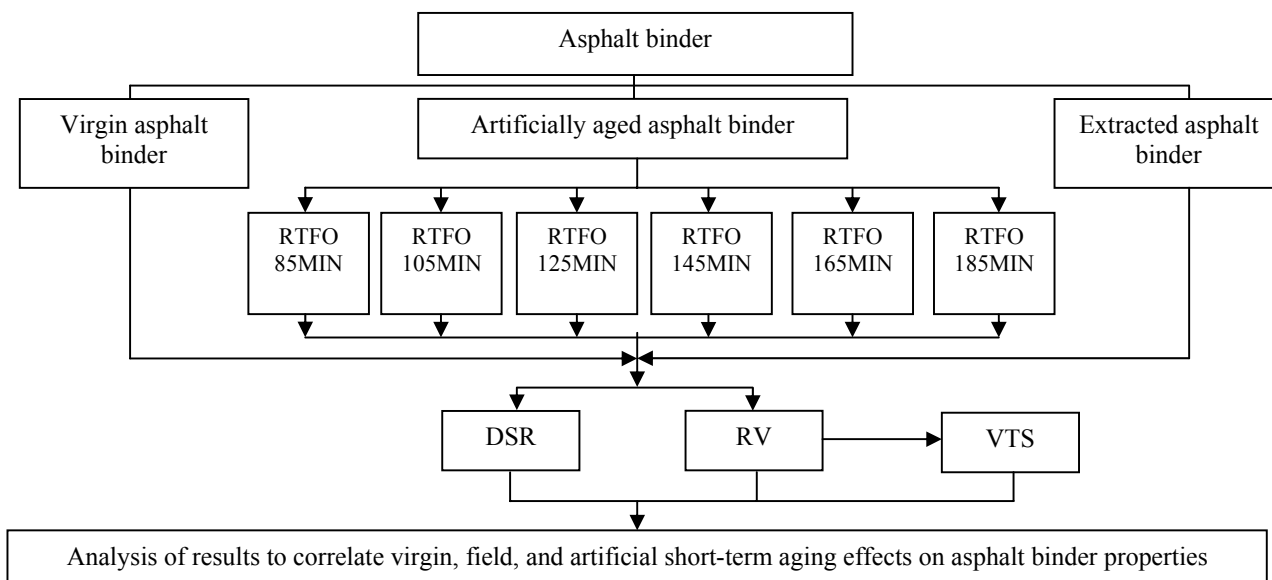 Asphalt binder
Virgin asphalt
binder
Artificially aged asphalt binder
Extracted asphalt
binder
RTFO
85MIN
RTFO
105MIN
RTFO
125MIN
RTFO
145MIN
RTFO
165MIN
RTFO
185MIN
DSR
RV
VTS
Analysis of results to correlate virgin, field, and artificial short-term aging effects on asphalt binder properties